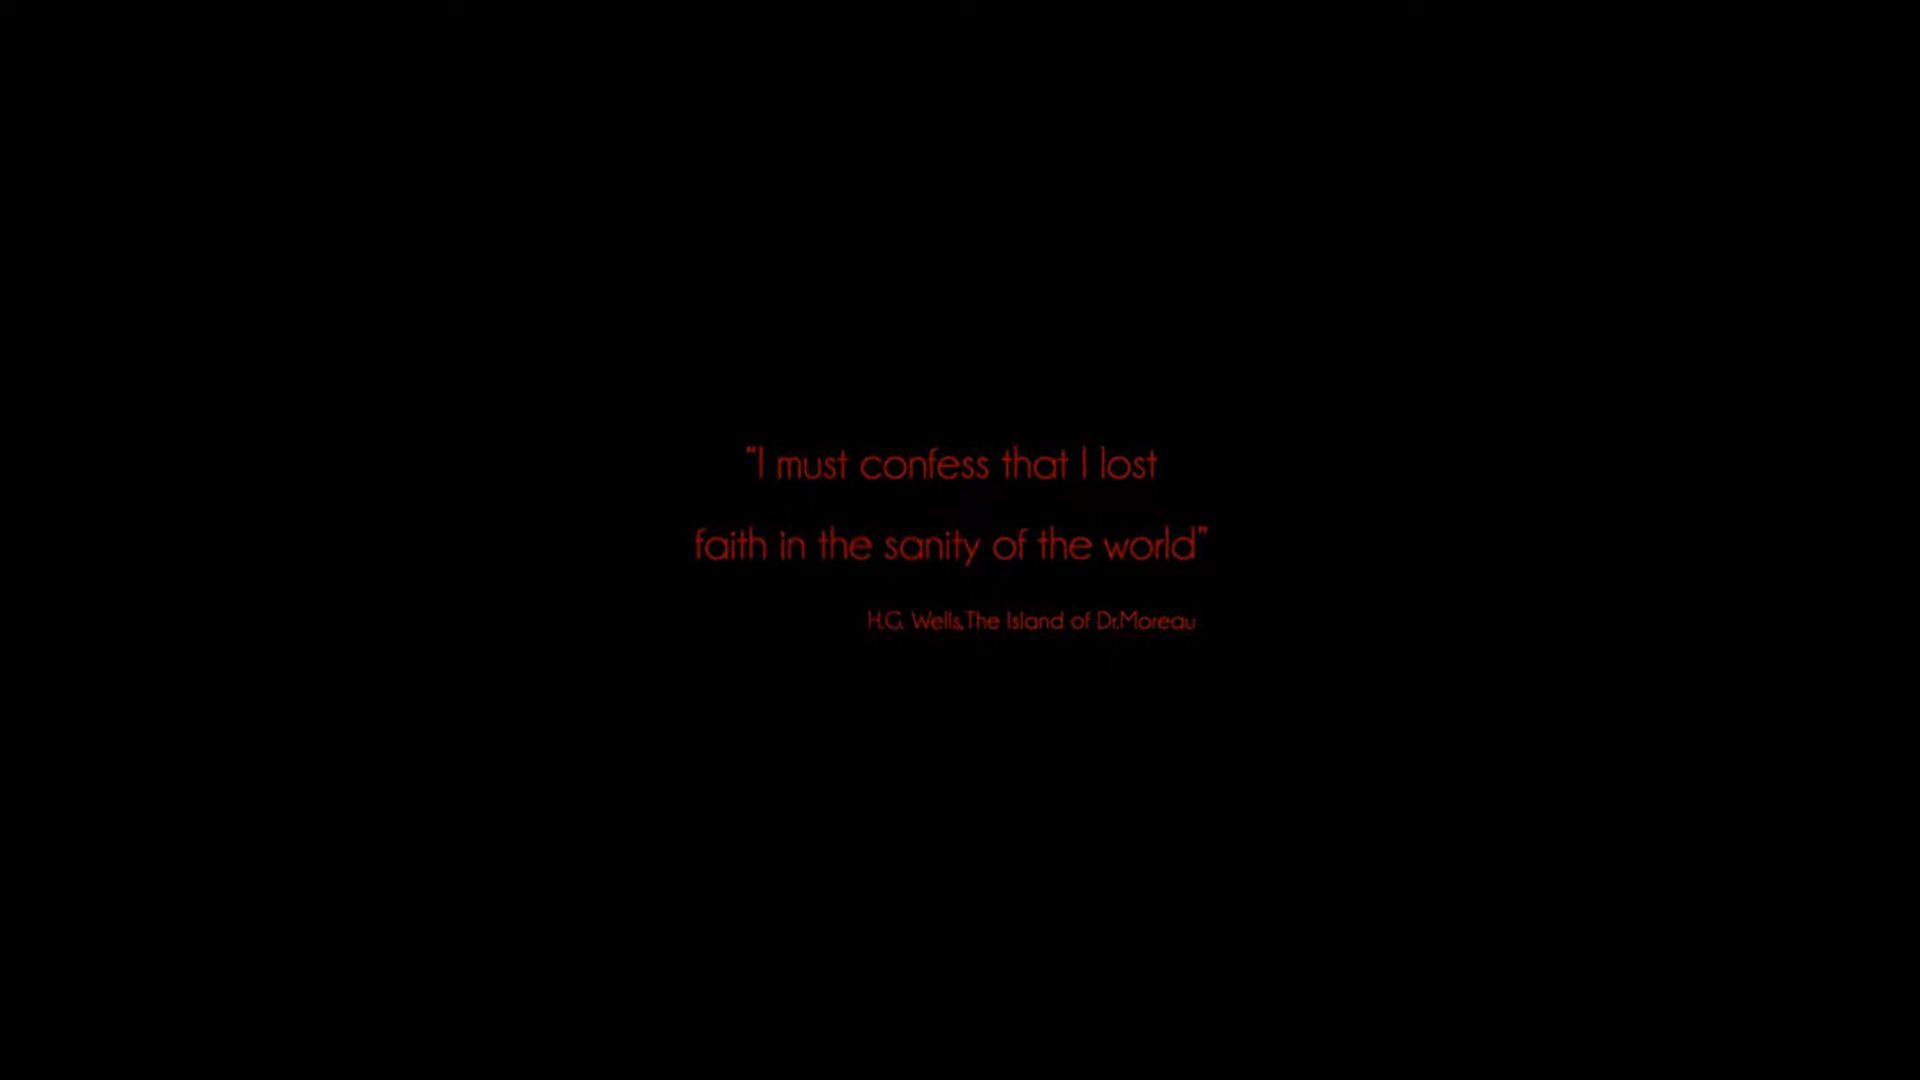 "I must confess that I lost
faith in the sanity of the world"
H.G. Wells,The Island of Dr.Moreau